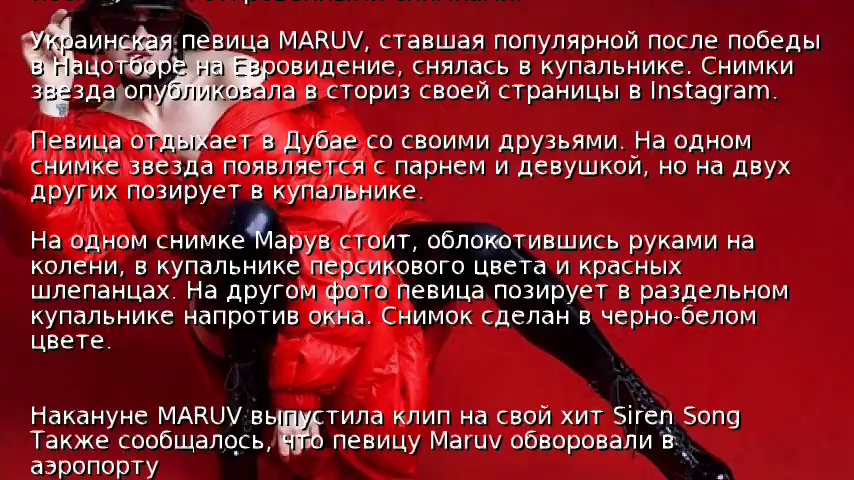 Украинская певица MARUV, ставшая популярной после победы
в Нацотборе на Евровидение, снялась в купальнике. Снимки
звезда опубликовала в сториз своей страницы в Instagram.
Певица отдыхает в Дубае со своими друзьями. На одном
снимке звезда появляется с парнем и девушкой, но на двух
других позирует в купальнике.
На одном снимке Марув стоит, облокотившись руками на
колени, в купальнике персикового цвета и красных
шлепанцах. На другом фото певица позирует в раздельном
купальнике напротив окна. Снимок сделан в черно-белом
цвете.
Накануне MARUV выпустила клип на свой хит Siren Song
Также сообщалось, что певицу Maruv обворовали в
аэропорту